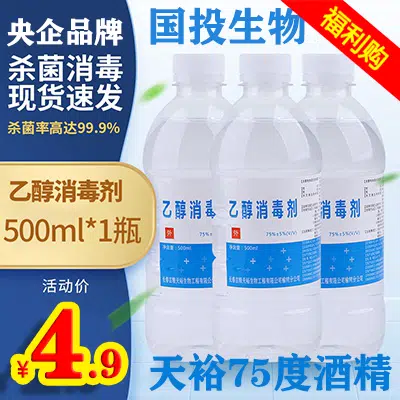 央企品牌
国投生物
福利购
杀菌消毒
现货速发
杀菌率高达99.9%
乙醇消毒剂
500ml*1瓶
活动价
¥4.9
乙醇消毒剂
外
75%±5%(V/V)
净含量:500ml
天裕75度酒精